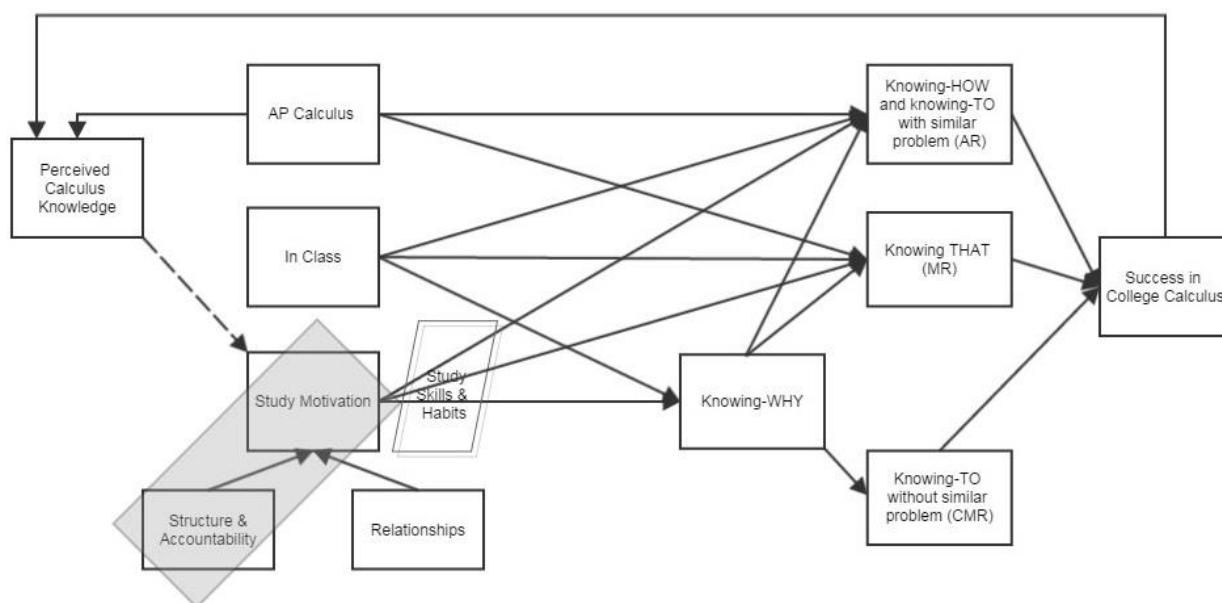 AP Calculus
Knowing-HOW
and knowing-TO
with similar
problem (AR)
Perceived
Calculus
Knowledge
In Class
Knowing THAT
(MR)
Success in
College Calculus
Study Motivation
Study
Skills &
Habits
Knowing-WHY
Structure &
Accountability
Relationships
Knowing-TO
without similar
problem (CMR)